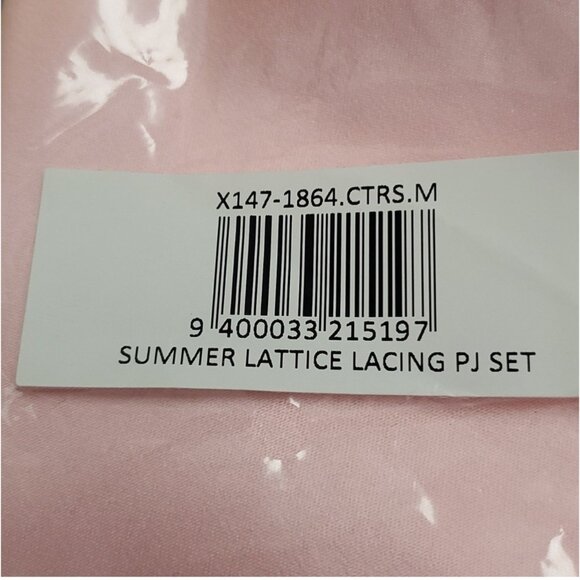 X147-1864.CTRS.M
9 400033 215197
SUMMER LATTICE LACING PJ SET